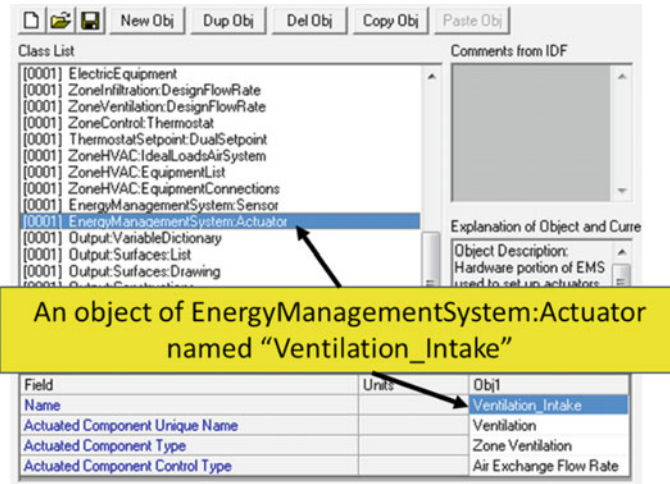 New Obj Dup Obj Del Obj Copy Obj Paste Obj
Class List
Comments from IDF
[0001] ElectricEquipment
[0001] ZoneInfiltration:DesignFlowRate
[0001] ZoneVentilation:DesignFlowRate
[0001] ZoneControl:Thermostat
[0001] ThermostatSetpoint:DualSetpoint
[0001] ZoneHVAC:IdealLoadsAirSystem
[0001] ZoneHVAC:EquipmentList
[0001] ZoneHVAC:EquipmentConnections
[0001] EnergyManagementSystem:Sensor
[0001] EnergyManagementSystem:Actuator
[0001] Output:VariableDictionary
[0001] Output:Surfaces:List
[0001] Output:Surfaces:Drawing
[0001] Output:Constructions
Explanation of Object and Curre
Object Description:
Hardware portion of EMS
used to set up actuators
An object of EnergyManagementSystem:Actuator
named “Ventilation_Intake”
Field Units Obj1
Name Ventilation_Intake
Actuated Component Unique Name Ventilation
Actuated Component Type Zone Ventilation
Actuated Component Control Type Air Exchange Flow Rate